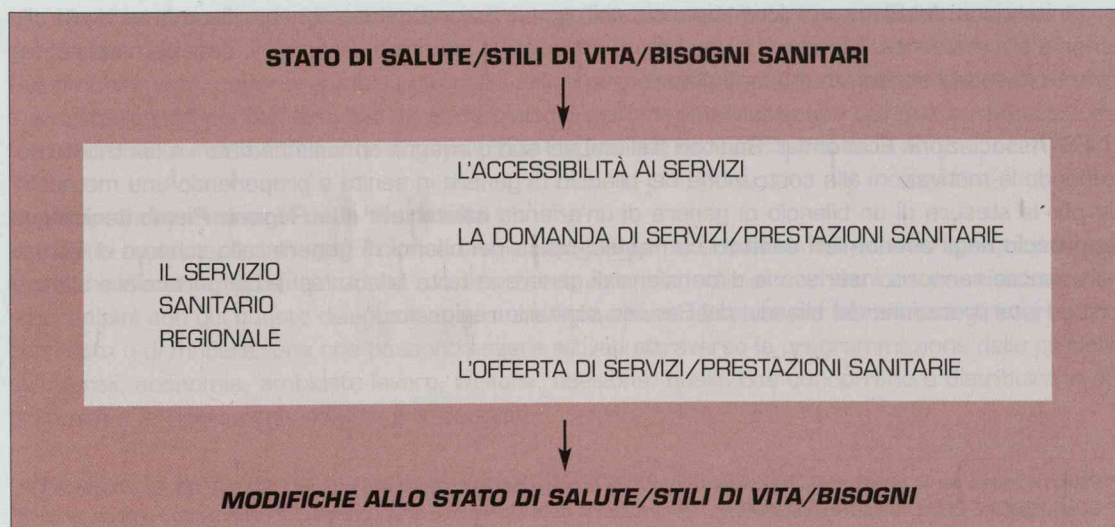 STATO DI SALUTE/STILI DI VITA/BISOGNI SANITARI
L'ACCESSIBILITÀ AI SERVIZI
LA DOMANDA DI SERVIZI/PRESTAZIONI SANITARIE
IL SERVIZIO
SANITARIO
REGIONALE
L'OFFERTA DI SERVIZI/PRESTAZIONI SANITARIE
MODIFICHE ALLO STATO DI SALUTE/STILI DI VITA/BISOGNI